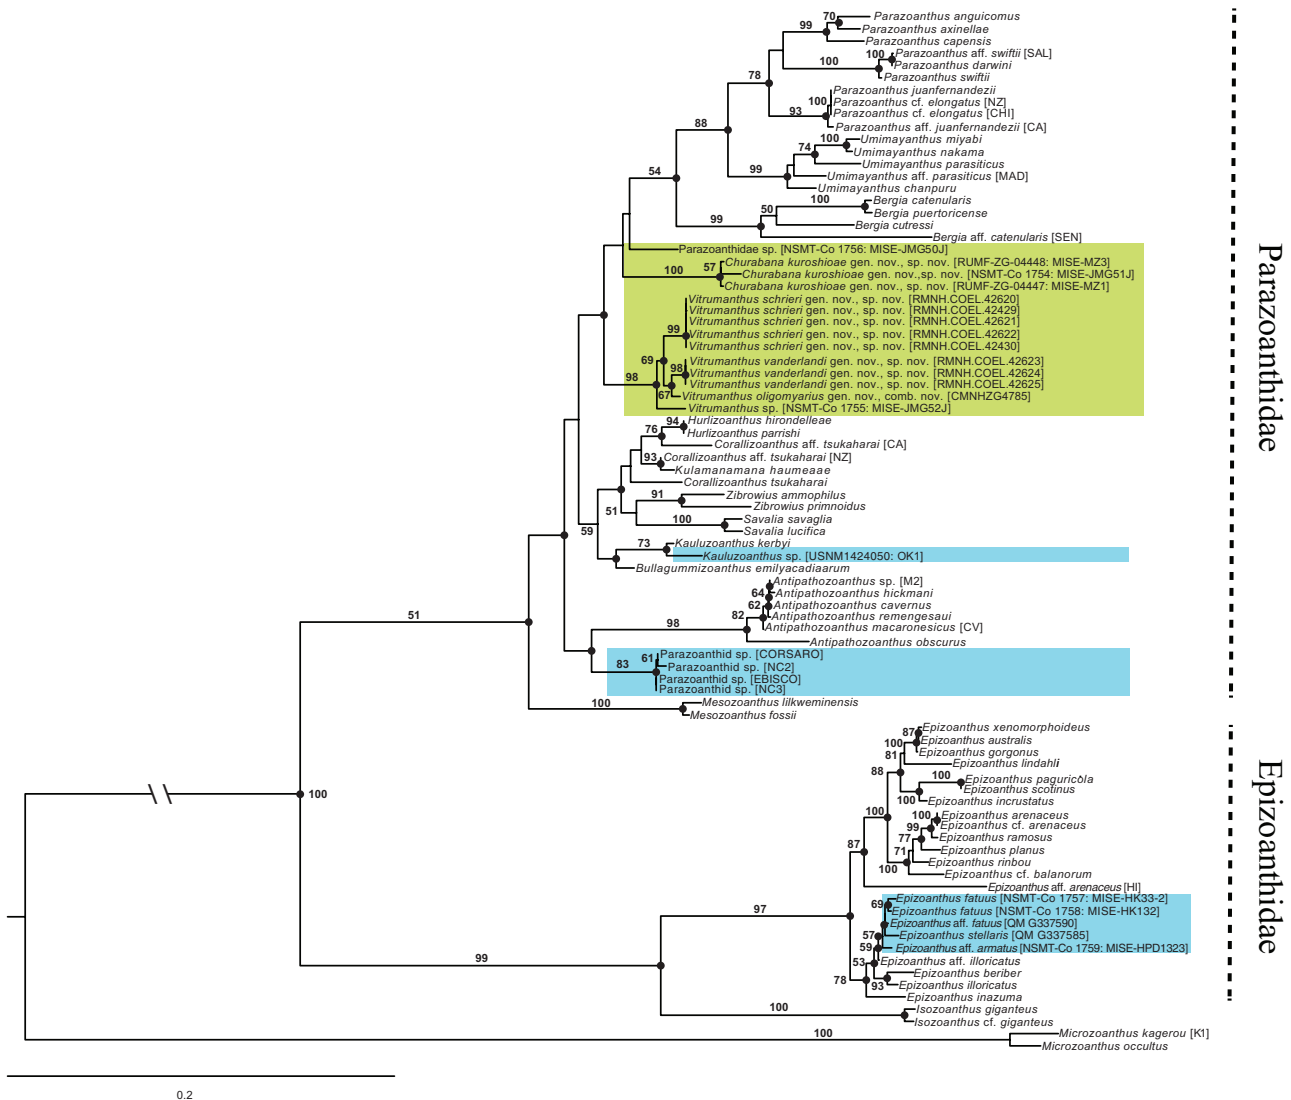 70
Parazoanthus anguicomus
99
Parazoanthus axinellae
Parazoanthus capensis
100
Parazoanthus aff. swiftii [SAL]
100
Parazoanthus darwini
Parazoanthus swiftii
78
Parazoanthus juanfernandezii
100
Parazoanthus cf. elongatus [NZ]
93
Parazoanthus cf. elongatus [CHI]
Parazoanthus aff. juanfernandezii [CA]
88
100
Umimayanthus miyabi
74
Umimayanthus nakama
Umimayanthus parasiticus
99
Umimayanthus aff. parasiticus [MAD]
Umimayanthus chanpuru
54
100
Bergia catenularis
50
Bergia puertoricense
99
Bergia cutressi
Bergia aff. catenularis [SEN]
Parazoanthidae sp. [NSMT-Co 1756: MISE-JMG50J]
57
Churabana kuroshioae gen. nov., sp. nov. [RUMF-ZG-04448: MISE-MZ3]
100
Churabana kuroshioae gen. nov.,sp. nov. [NSMT-Co 1754: MISE-JMG51J]
Churabana kuroshioae gen. nov., sp. nov. [RUMF-ZG-04447: MISE-MZ1]
Vitrumanthus schrieri gen. nov., sp. nov. [RMNH.COEL.42620]
Vitrumanthus schrieri gen. nov., sp. nov. [RMNH.COEL.42429]
Vitrumanthus schrieri gen. nov., sp. nov. [RMNH.COEL.42621]
99
Vitrumanthus schrieri gen. nov., sp. nov. [RMNH.COEL.42622]
Vitrumanthus schrieri gen. nov., sp. nov. [RMNH.COEL.42430]
69
Vitrumanthus vanderlandi gen. nov., sp. nov. [RMNH.COEL.42623]
98
Vitrumanthus vanderlandi gen. nov., sp. nov. [RMNH.COEL.42624]
98
Vitrumanthus vanderlandi gen. nov., sp. nov. [RMNH.COEL.42625]
67
Vitrumanthus oligomyarius gen. nov., comb. nov. [CMNHZG4785]
Vitrumanthus sp. [NSMT-Co 1755: MISE-JMG52J]
94
Hurlizoanthus hirondelleae
76
Hurlizoanthus parrishi
Corallizoanthus aff. tsukaharai [CA]
93
Corallizoanthus aff. tsukaharai [NZ]
Kulamanamana haumeaae
Corallizoanthus tsukaharai
91
Zibrowius ammophilus
Zibrowius primnoidus
51
100
Savalia savaglia
Savalia lucifica
59
73
Kauluzoanthus kerbyi
Kauluzoanthus sp. [USNM1424050: OK1]
Bullagummizoanthus emilyacadiaarum
Antipathozoanthus sp. [M2]
64
Antipathozoanthus hickmani
62
Antipathozoanthus cavernus
82
Antipathozoanthus remengesaui
98
Antipathozoanthus macaronesicus [CV]
Antipathozoanthus obscurus
51
61
Parazoanthid sp. [CORSARO]
83
Parazoanthid sp. [NC2]
Parazoanthid sp. [EBISCO]
Parazoanthid sp. [NC3]
100
Mesozoanthus lilkweminensis
Mesozoanthus fossii
Parazoanthidae
87
Epizoanthus xenomorphoideus
100
Epizoanthus australis
81
Epizoanthus gorgonus
Epizoanthus lindahli
88
100
Epizoanthus paguricola
Epizoanthus scotinus
100
Epizoanthus incrustatus
100
100
Epizoanthus arenaceus
99
Epizoanthus cf. arenaceus
77
Epizoanthus ramosus
71
Epizoanthus planus
100
Epizoanthus rinbou
Epizoanthus cf. balanorum
87
Epizoanthus aff. arenaceus [HI]
69
Epizoanthus fatuus [NSMT-Co 1757: MISE-HK33-2]
97
Epizoanthus fatuus [NSMT-Co 1758: MISE-HK132]
Epizoanthus aff. fatuus [QM G337590]
57
Epizoanthus stellaris [QM G337585]
59
Epizoanthus aff. armatus [NSMT-Co 1759: MISE-HPD1323]
53
Epizoanthus aff. illoricatus
78
93
Epizoanthus beriber
Epizoanthus illoricatus
Epizoanthus inazuma
Epizoanthidae
100
99
100
Isozoanthus giganteus
Isozoanthus cf. giganteus
100
Microzoanthus kagerou [K1]
Microzoanthus occultus
0.2